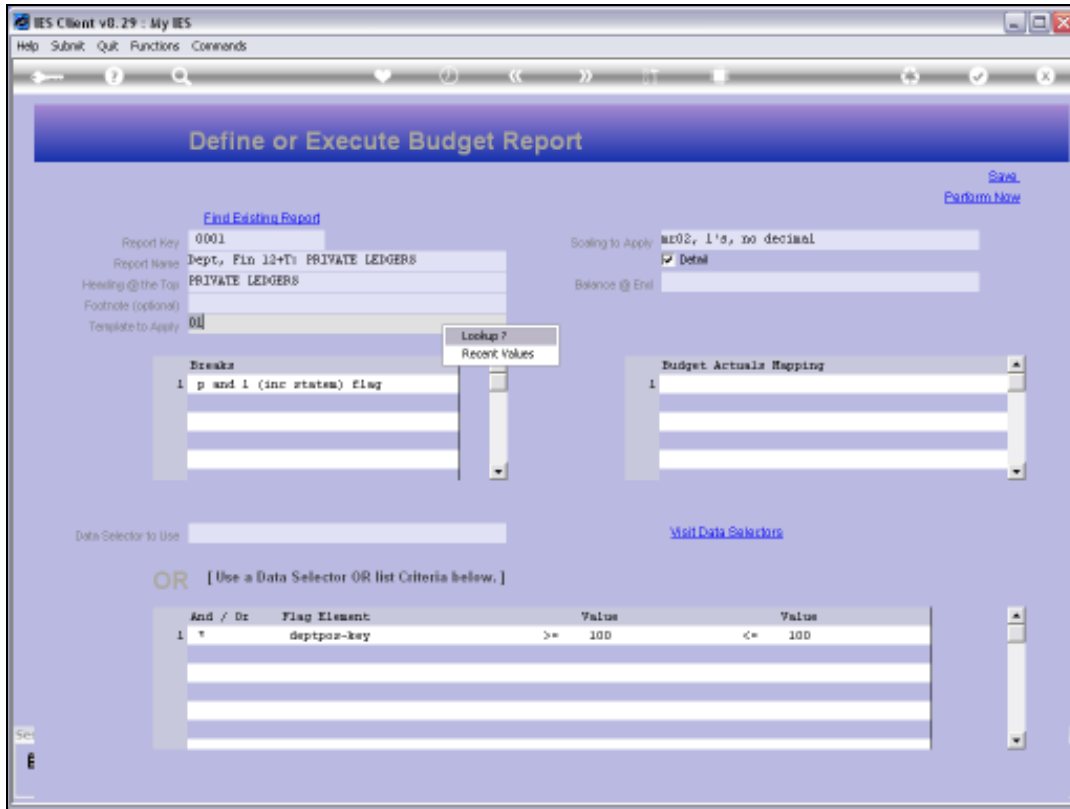 IES Client v8.29 : My IES
Help Submit Quit Functions Commands
Define or Execute Budget Report
Save
Perform Now
Find Existing Report
Report Key 0001
Scaling to Apply mr02, 1's, no decimal
Report Name Dept, Fin 12+T: PRIVATE LEDGERS
Detail
Heading @ the Top PRIVATE LEDGERS
Balance @ End
Footnote (optional)
Template to Apply 01
Lookup ?
Recent Values
Breaks
1 p and l (inc statem) flag
Budget Actuals Mapping
1
Data Selector to Use
Visit Data Selectors
OR [ Use a Data Selector OR list Criteria below. ]
And / Or Flag Element Value Value
1 * deptpos-key >= 100 <= 100
Ser